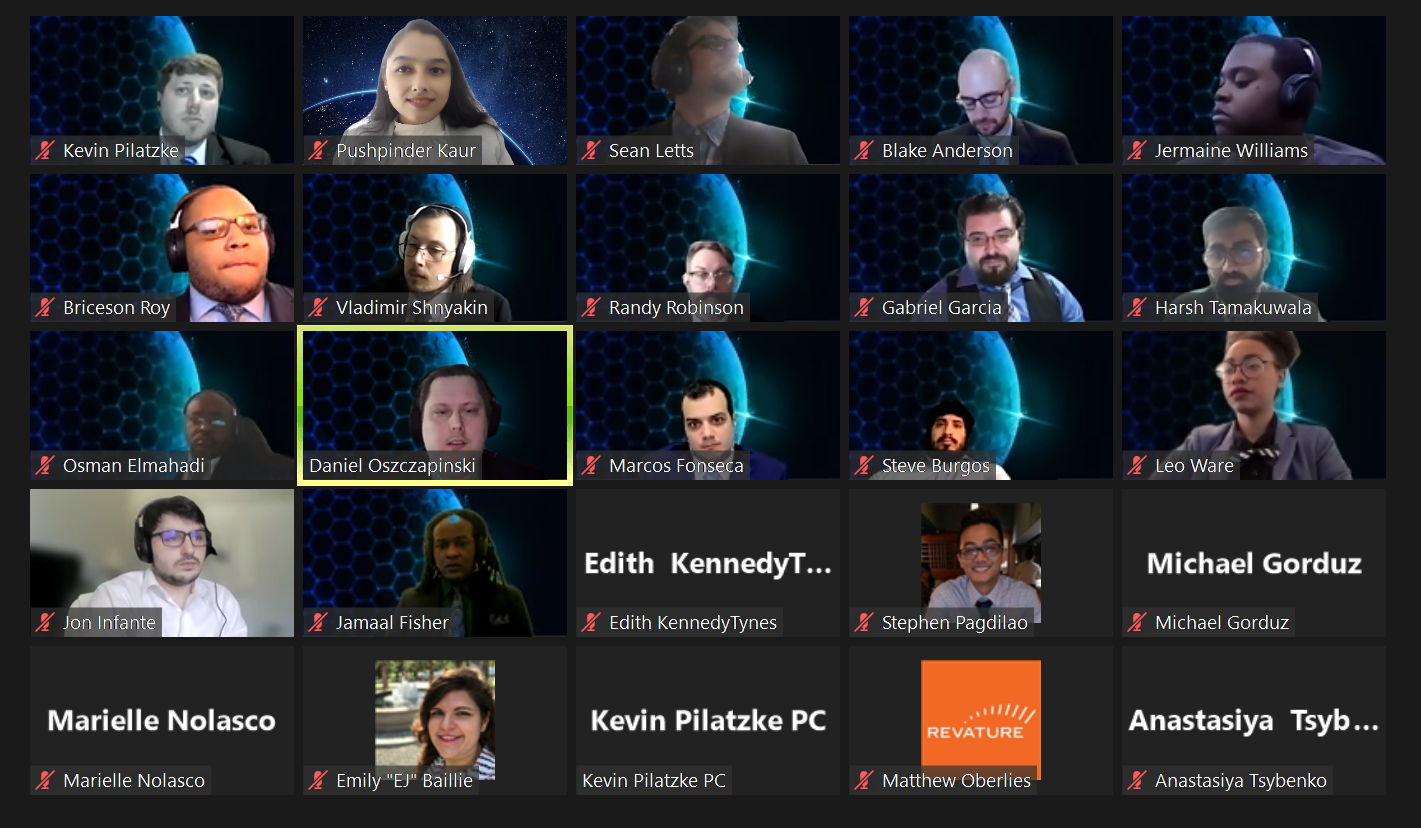 Kevin Pilatzke
Pushpinder Kaur
Sean Letts
Blake Anderson
Jermaine Williams
Briceson Roy
Vladimir Shnyakin
Randy Robinson
Gabriel Garcia
Harsh Tamakuwala
Osman Elmahadi
Daniel Oszczapinski
Marcos Fonseca
Steve Burgos
Leo Ware
Jon Infante
Jamaal Fisher
Edith KennedyT...
Edith KennedyTynes
Stephen Pagdilao
Michael Gorduz
Michael Gorduz
Marielle Nolasco
Marielle Nolasco
Emily "EJ" Baillie
Kevin Pilatzke PC
Kevin Pilatzke PC
REVATURE
Matthew Oberlies
Anastasiya Tsyb...
Anastasiya Tsybenko